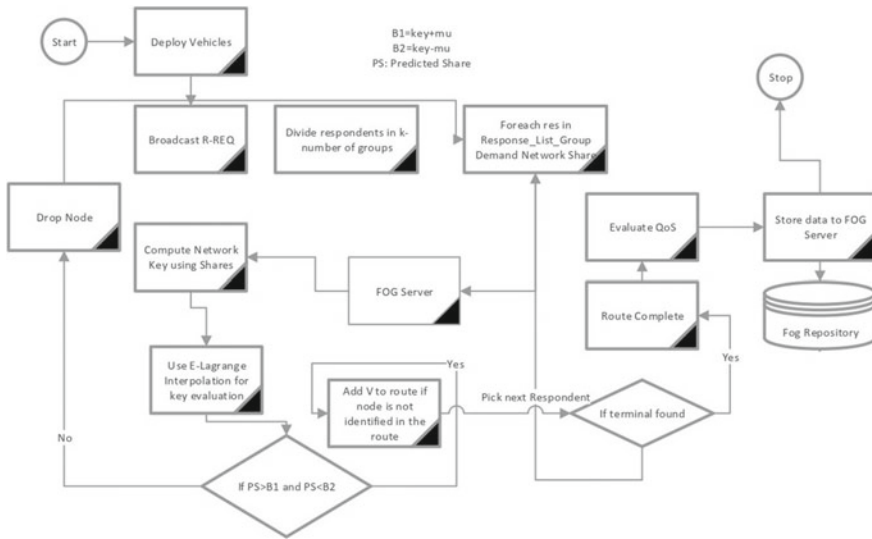 Start
Deploy Vehicles
B1=key+mu
B2=key-mu
PS: Predicted Share
Stop
Broadcast R-REQ
Divide respondents in k-
number of groups
Foreach res in
Response_List_Group
Demand Network Share
Drop Node
Evaluate QoS
Store data to FOG
Server
Compute Network
Key using Shares
FOG Server
Route Complete
Fog Repository
Use E-Lagrange
Interpolation for
key evaluation
Yes
Yes
Add V to route if
node is not
identified in the
route
Pick next Respondent
If terminal found
No
If PS>B1 and PS<B2